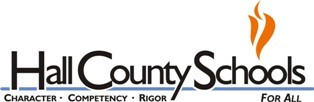 Hall County Schools
Character · Competency · Rigor For All